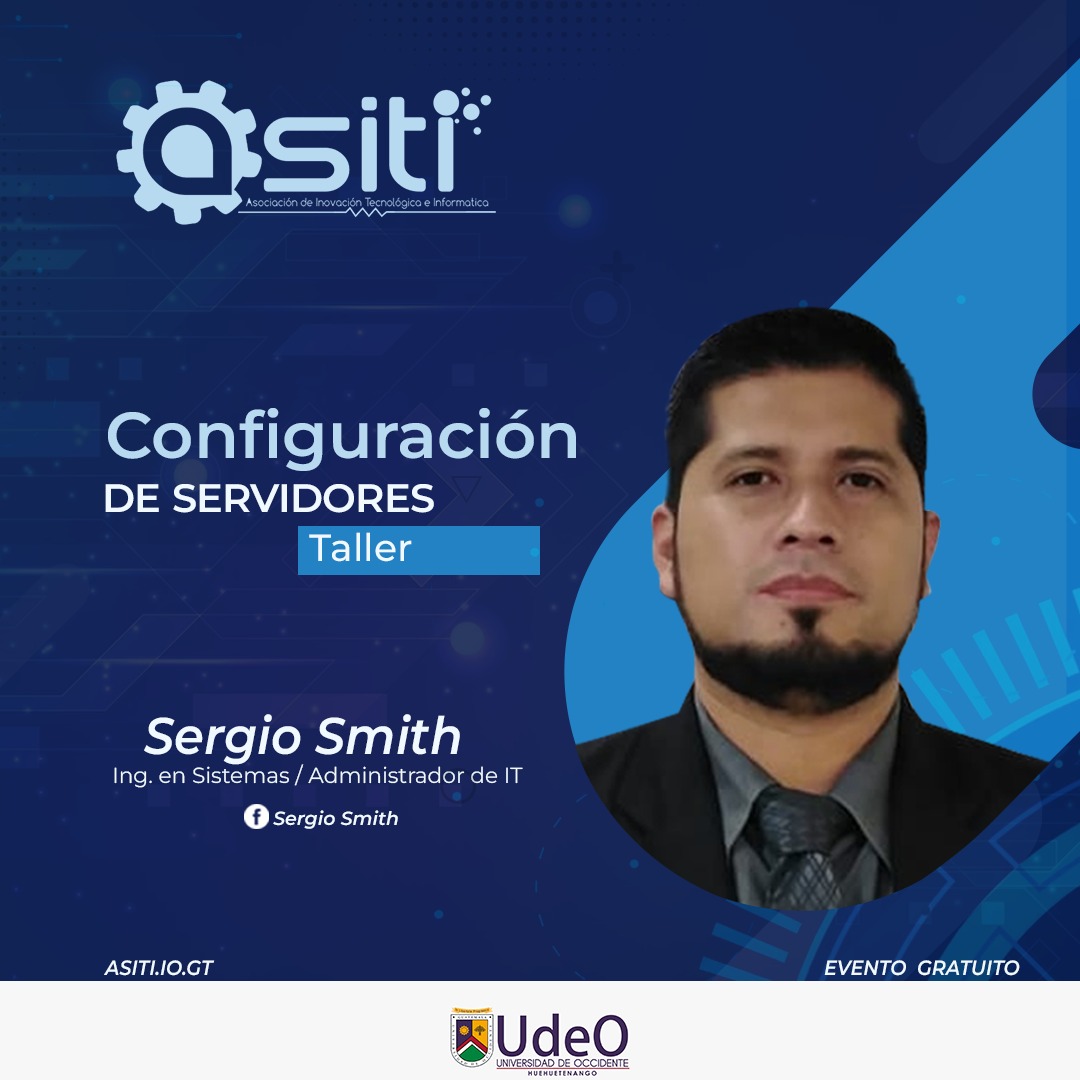 asiti
Asociación de Inovación Tecnológica e Informatica
Configuración
DE SERVIDORES
Taller
Sergio Smith
Ing. en Sistemas / Administrador de IT
Sergio Smith
ASITI.IO.GT
EVENTO GRATUITO
UdeO
UNIVERSIDAD DE OCCIDENTE
HUEHUETENANGO